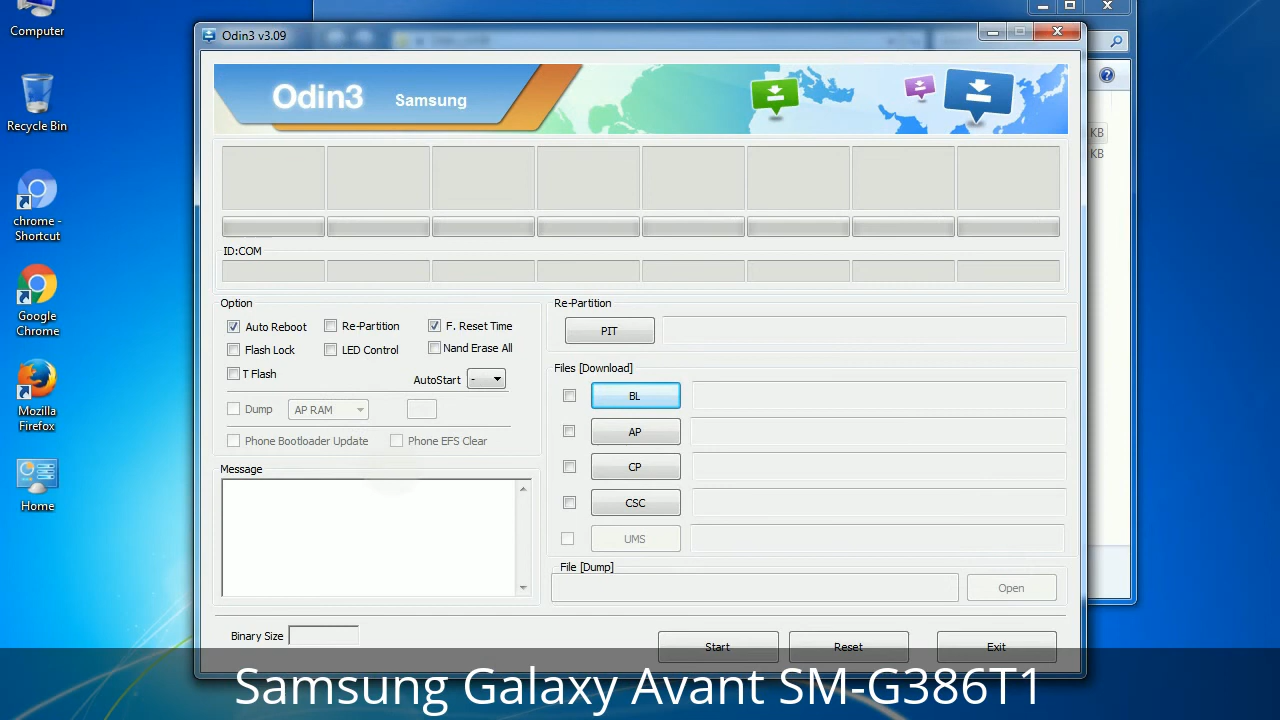 Computer
Recycle Bin
chrome -
Shortcut
Google
Chrome
Mozilla
Firefox
Home
Odin3 v3.09
KB
KB
Odin3 Samsung
ID:COM
Option
Auto Reboot
Re-Partition
F. Reset Time
Flash Lock
LED Control
Nand Erase All
T Flash
AutoStart -
Dump AP RAM
Phone Bootloader Update
Phone EFS Clear
Message
Re-Partition
PIT
Files [Download]
BL
AP
CP
CSC
UMS
File [Dump]
Open
Binary Size
Start
Reset
Exit
Samsung Galaxy Avant SM-G386T1